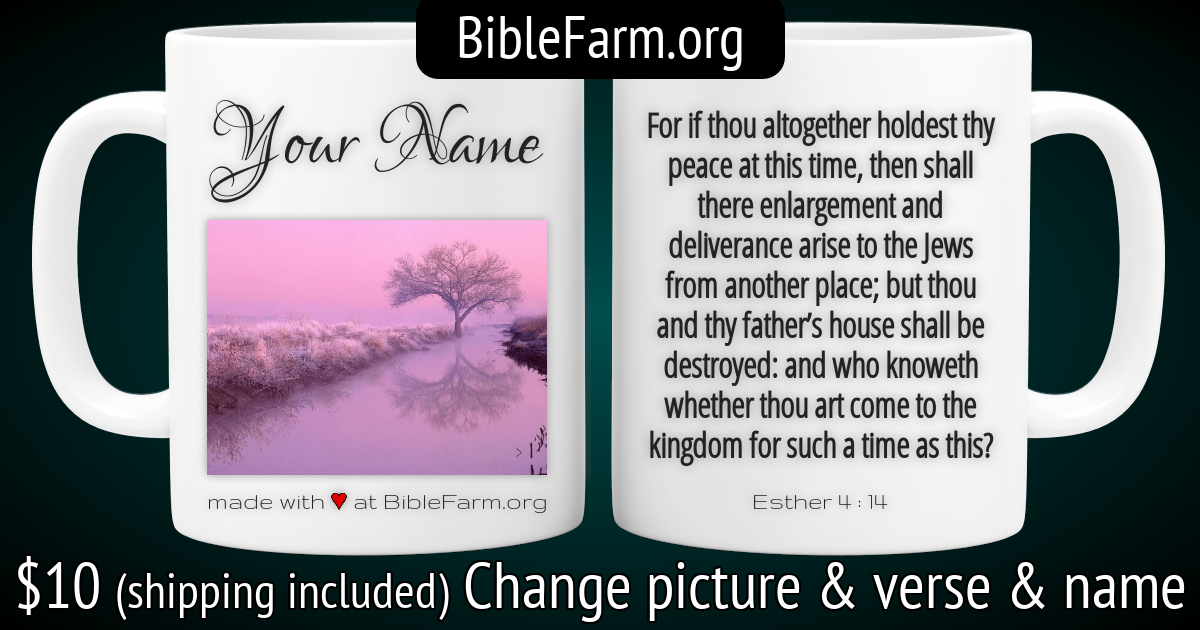 BibleFarm.org
Your Name
made with ♥ at BibleFarm.org
For if thou altogether holdest thy
peace at this time, then shall
there enlargement and
deliverance arise to the Jews
from another place; but thou
and thy father’s house shall be
destroyed: and who knoweth
whether thou art come to the
kingdom for such a time as this?
Esther 4 : 14
$10 (shipping included) Change picture & verse & name